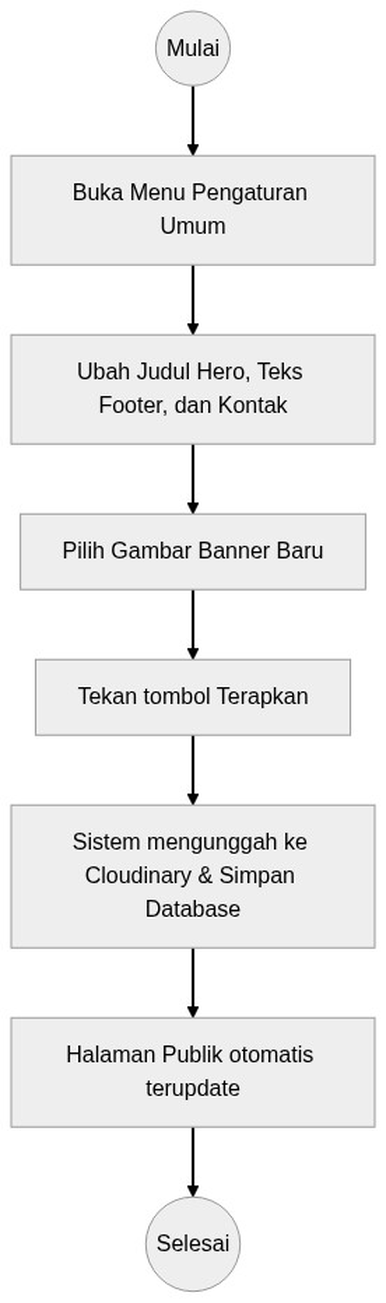 Mulai
Buka Menu Pengaturan
Umum
Ubah Judul Hero, Teks
Footer, dan Kontak
Pilih Gambar Banner Baru
Tekan tombol Terapkan
Sistem mengunggah ke
Cloudinary & Simpan
Database
Halaman Publik otomatis
terupdate
Selesai